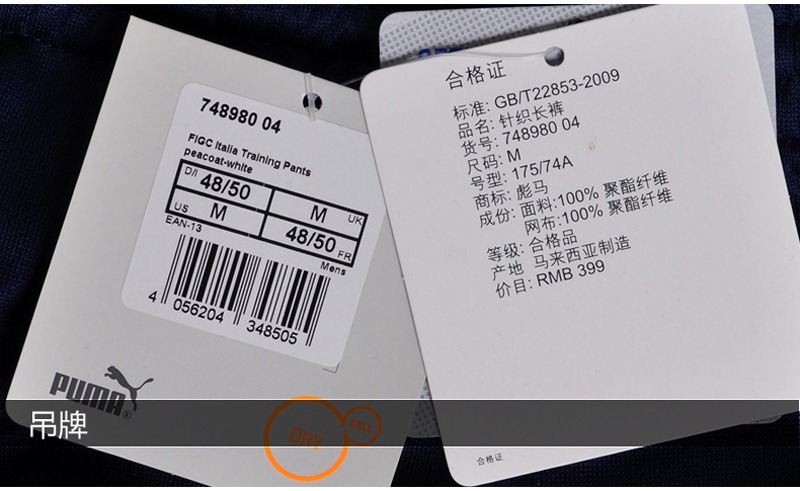 748980 04
FIGC Italia Training Pants
peacoat-white
D/I 48/50
M UK
US M
48/50 FR
EAN-13
Mens
4 056204 348505
PUMA®
DRY
CELL
合格证
标准: GB/T22853-2009
品名: 针织长裤
货号: 748980 04
尺码: M
号型: 175/74A
商标: 彪马
成份: 面料:100% 聚酯纤维
网布:100% 聚酯纤维
等级: 合格品
产地 马来西亚制造
价目: RMB 399
合格证
吊牌